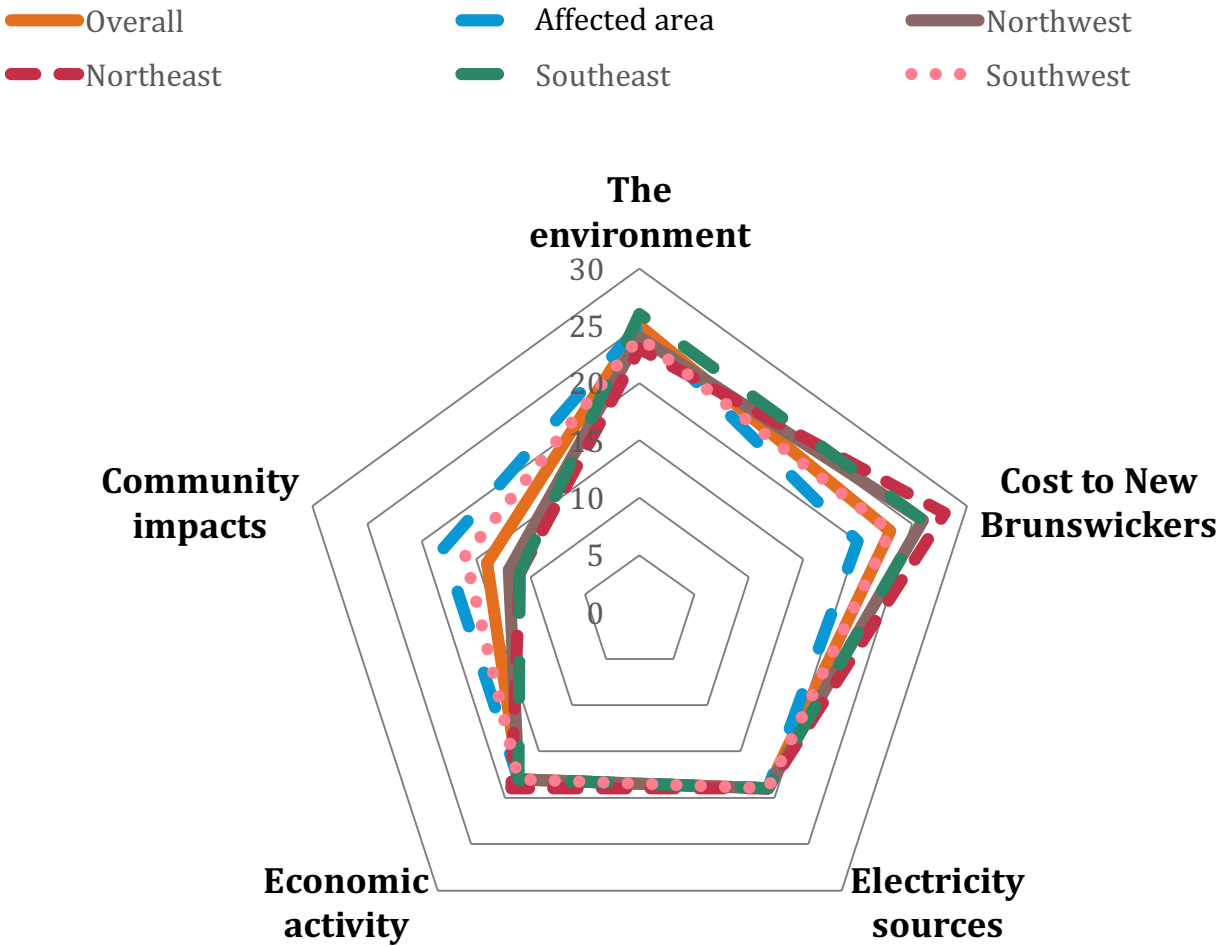 Overall
Affected area
Northwest
Northeast
Southeast
Southwest
The
environment
30
25
20
15
10
5
0
Community
impacts
Cost to New
Brunswickers
Economic
activity
Electricity
sources